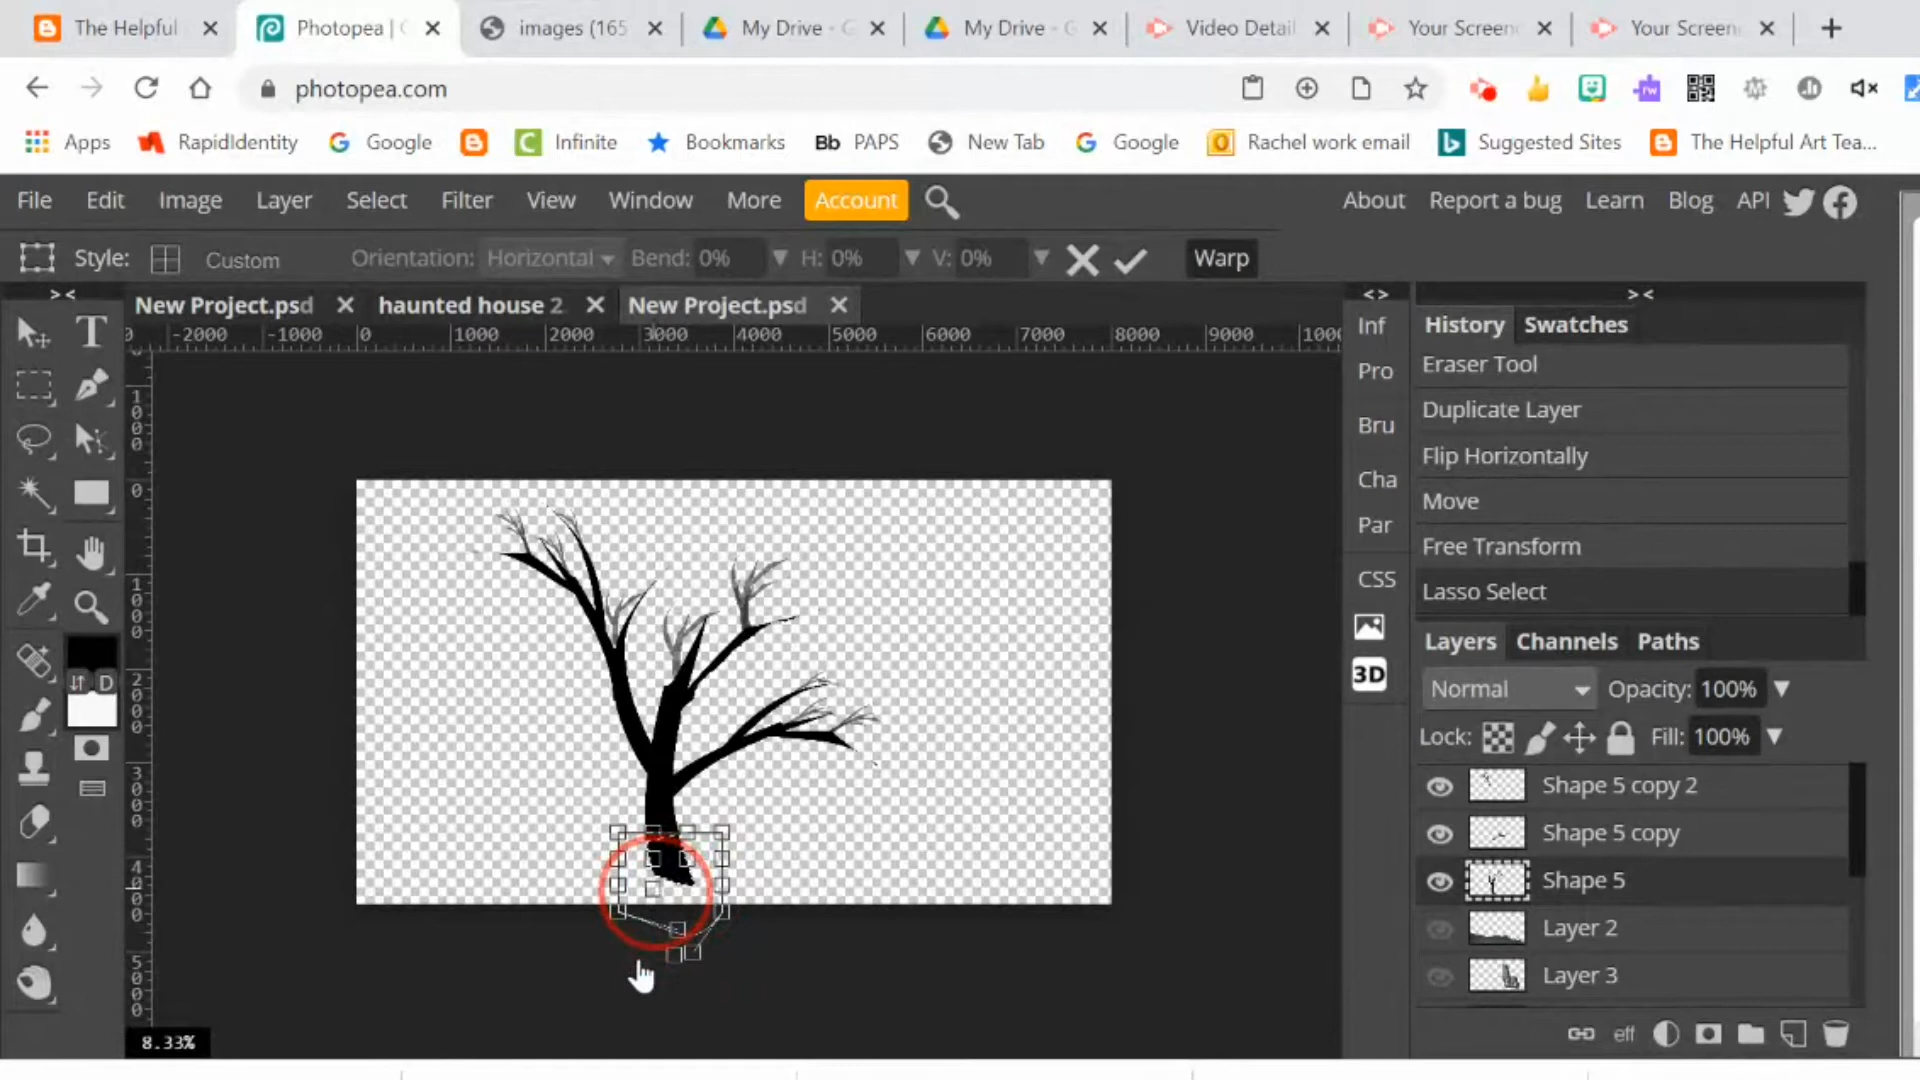 The Helpful
Photopea | G
images (165
My Drive - G
My Drive - G
Video Detail
Your Screen
Your Screen
photopea.com
Apps
RapidIdentity
Google
Infinite
Bookmarks
Bb PAPS
New Tab
Google
Rachel work email
Suggested Sites
The Helpful Art Tea...
File Edit Image Layer Select Filter View Window More Account
About Report a bug Learn Blog API
Style: Custom Orientation: Horizontal Bend: 0% H: 0% V: 0% Warp
New Project.psd
haunted house 2
New Project.psd
-2000 -1000 0 1000 2000 3000 4000 5000 6000 7000 8000 9000
T
D
Inf
Pro
Bru
Cha
Par
CSS
3D
History Swatches
Eraser Tool
Duplicate Layer
Flip Horizontally
Move
Free Transform
Lasso Select
Layers Channels Paths
Normal Opacity: 100%
Lock: Fill: 100%
Shape 5 copy 2
Shape 5 copy
Shape 5
Layer 2
Layer 3
eff
8.33%